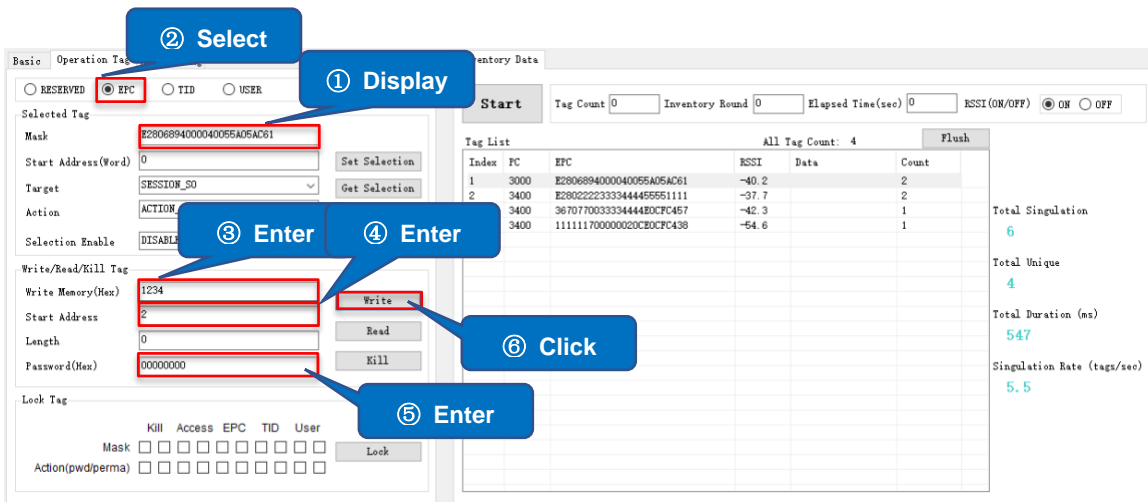 ② Select
① Display
Basic Operation Tag
entory Data
RESERVED EPC TID USER
Selected Tag
Mask E2806894000040055A05AC61
Start Address(Word) 0 Set Selection
Target SESSION_S0 Get Selection
Action ACTION_
Selection Enable DISABLE
③ Enter
④ Enter
Write/Read/Kill Tag
Write Memory(Hex) 1234
Write
Start Address 2
Length 0 Read
Password(Hex) 00000000 Kill
⑥ Click
⑤ Enter
Lock Tag
Kill Access EPC TID User
Mask Lock
Action(pwd/perma)
Start Tag Count 0 Inventory Round 0 Elapsed Time(sec) 0 RSSI(ON/OFF) ON OFF
Tag List All Tag Count: 4 Flush
Index PC EPC RSSI Data Count
1 3000 E2806894000040055A05AC61 -40.2 2
2 3400 E28022223333444455551111 -37.7 2
3400 3670770033334444E0CFC457 -42.3 1
3400 111111700000020CE0CFC438 -54.6 1
Total Singulation
6
Total Unique
4
Total Duration (ms)
547
Singulation Rate (tags/sec)
5.5